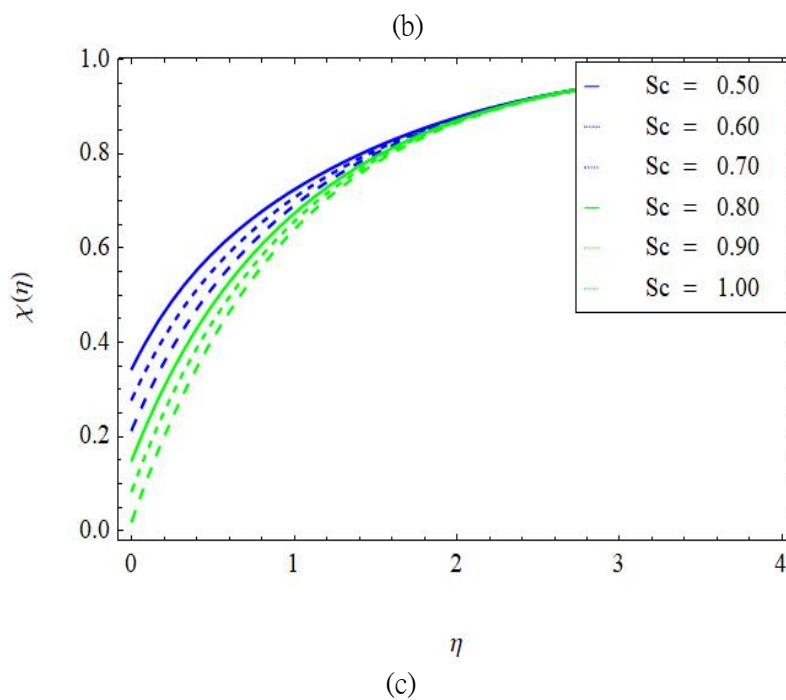 (b)
1.0
0.8
0.6
0.4
0.2
0.0
χ(η)
Sc = 0.50
Sc = 0.60
Sc = 0.70
Sc = 0.80
Sc = 0.90
Sc = 1.00
0 1 2 3 4
η
(c)